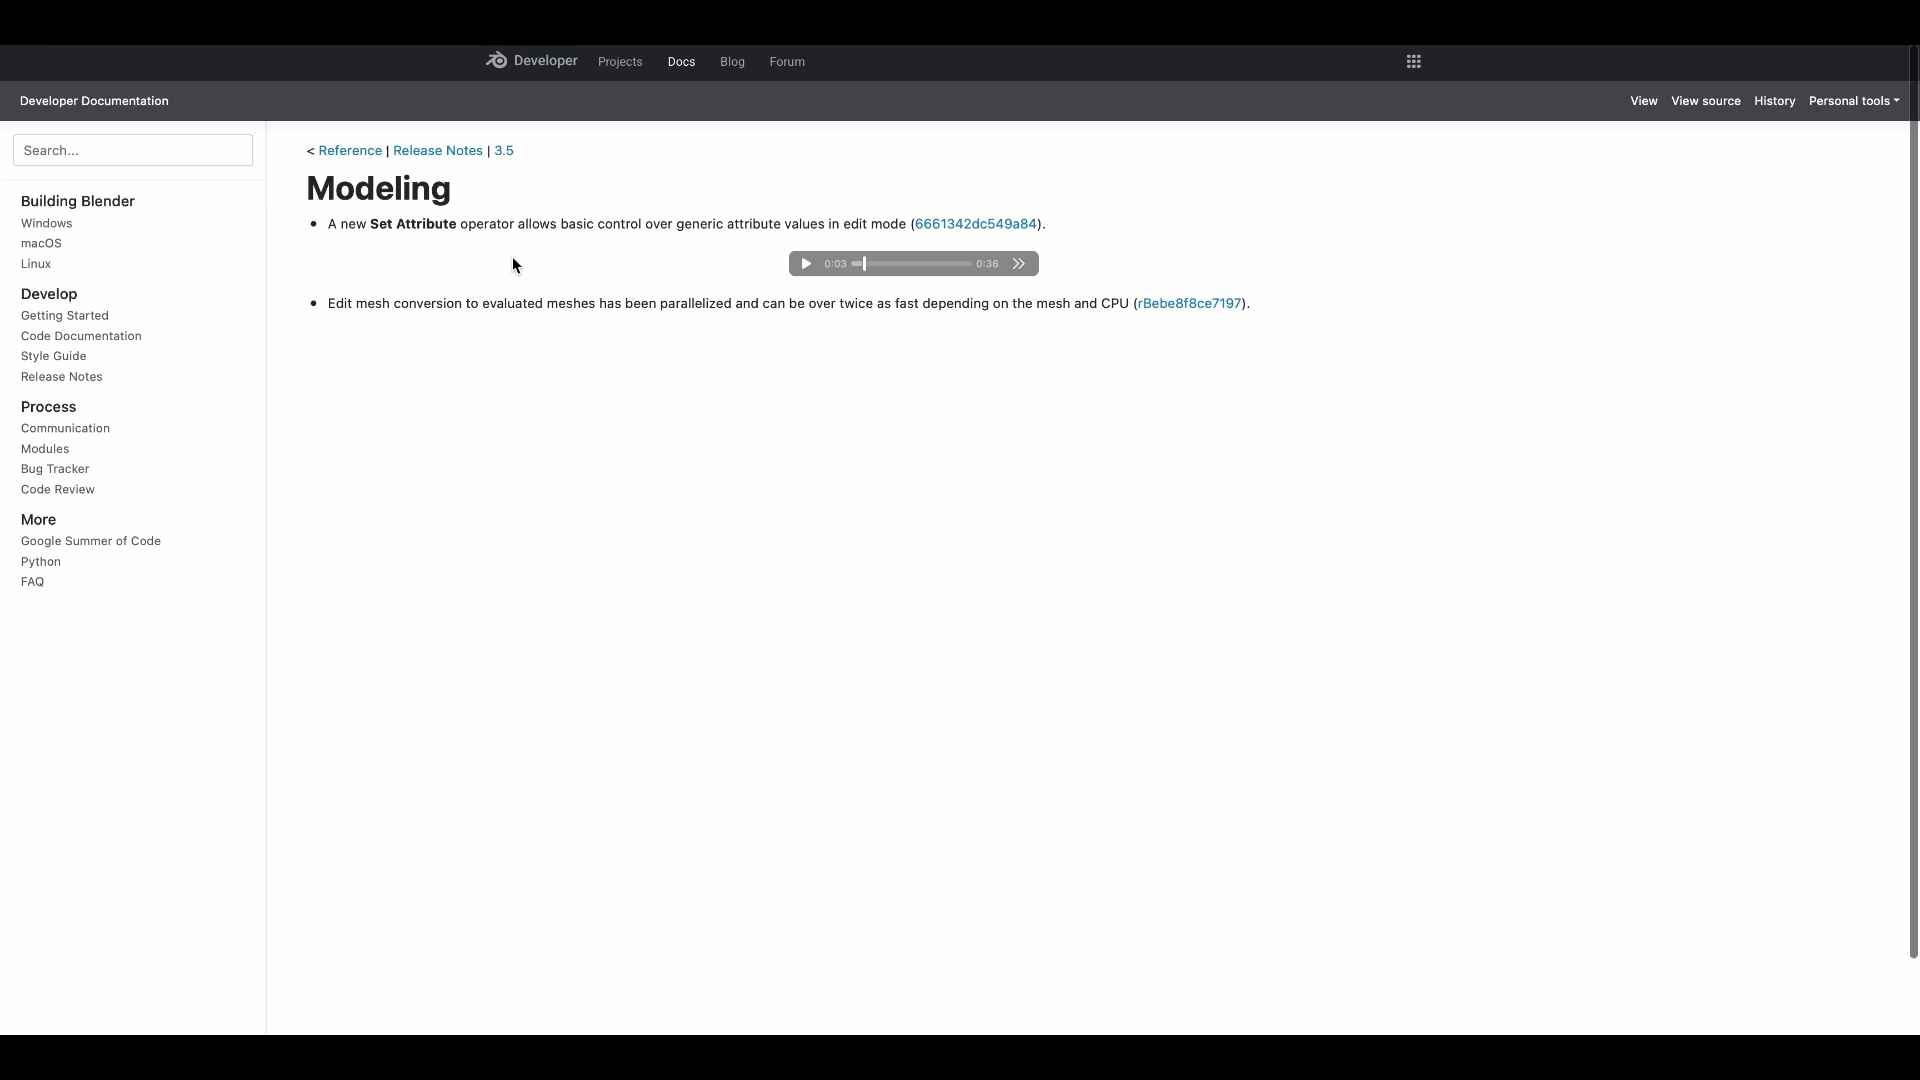 Developer Projects Docs Blog Forum
Developer Documentation View View source History Personal tools
Search...
Building Blender
Windows
macOS
Linux
Develop
Getting Started
Code Documentation
Style Guide
Release Notes
Process
Communication
Modules
Bug Tracker
Code Review
More
Google Summer of Code
Python
FAQ
< Reference | Release Notes | 3.5
Modeling
• A new Set Attribute operator allows basic control over generic attribute values in edit mode (6661342dc549a84).
0:03 0:36
• Edit mesh conversion to evaluated meshes has been parallelized and can be over twice as fast depending on the mesh and CPU (rBebe8f8ce7197).